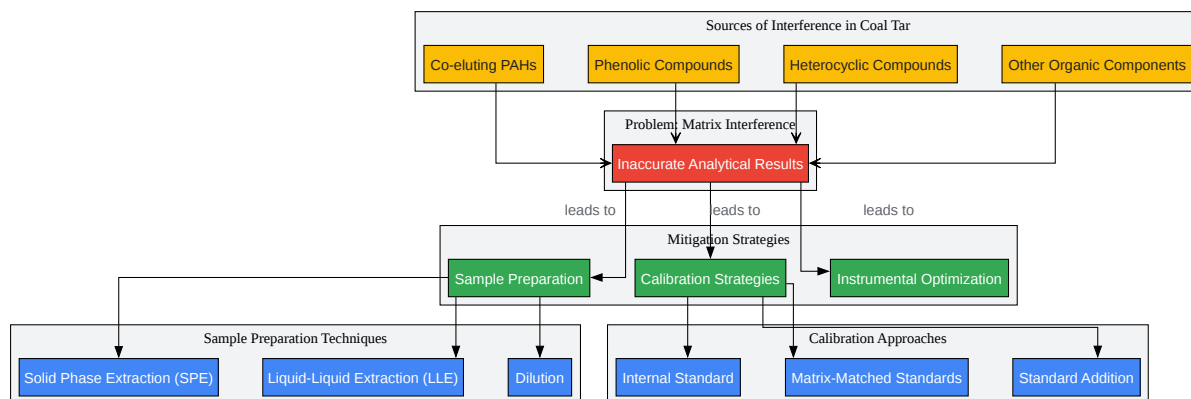 Sources of Interference in Coal Tar
Co-eluting PAHs
Phenolic Compounds
Heterocyclic Compounds
Other Organic Components
Problem: Matrix Interference
Inaccurate Analytical Results
leads to
leads to
leads to
Mitigation Strategies
Sample Preparation
Calibration Strategies
Instrumental Optimization
Sample Preparation Techniques
Calibration Approaches
Solid Phase Extraction (SPE)
Liquid-Liquid Extraction (LLE)
Dilution
Internal Standard
Matrix-Matched Standards
Standard Addition